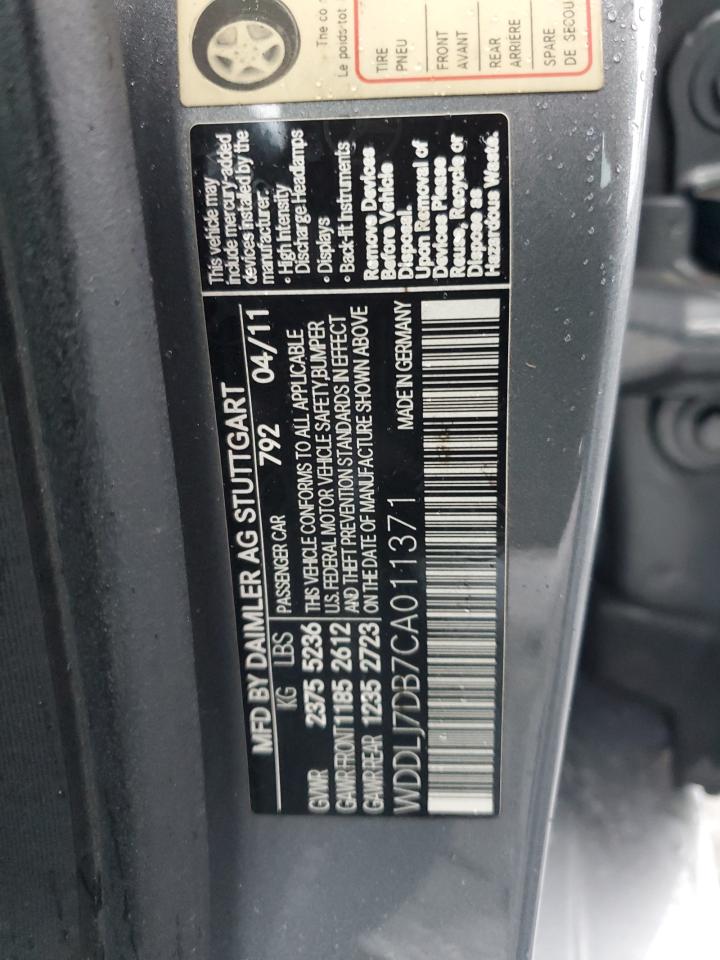 The co
Le poids tot
TIRE
PNEU
FRONT
AVANT
REAR
ARRIERE
SPARE
DE SECOU
MFD BY DAIMLER AG STUTTGART
792 04/11
KG LBS PASSENGER CAR
GVWR 2375 5236
GAWR FRONT 1185 2612
GAWR REAR 1235 2723
THIS VEHICLE CONFORMS TO ALL APPLICABLE
U.S. FEDERAL MOTOR VEHICLE SAFETY,BUMPER
AND THEFT PREVENTION STANDARDS IN EFFECT
ON THE DATE OF MANUFACTURE SHOWN ABOVE
WDDLJ7DB7CA011371 MADE IN GERMANY
This vehicle may
include mercury-added
devices installed by the
manufacturer:
• High Intensity
Discharge Headlamps
• Displays
• Back-lit Instruments
Remove Devices
Before Vehicle
Disposal.
Upon Removal of
Devices Please
Reuse, Recycle or
Dispose as
Hazardous Waste.